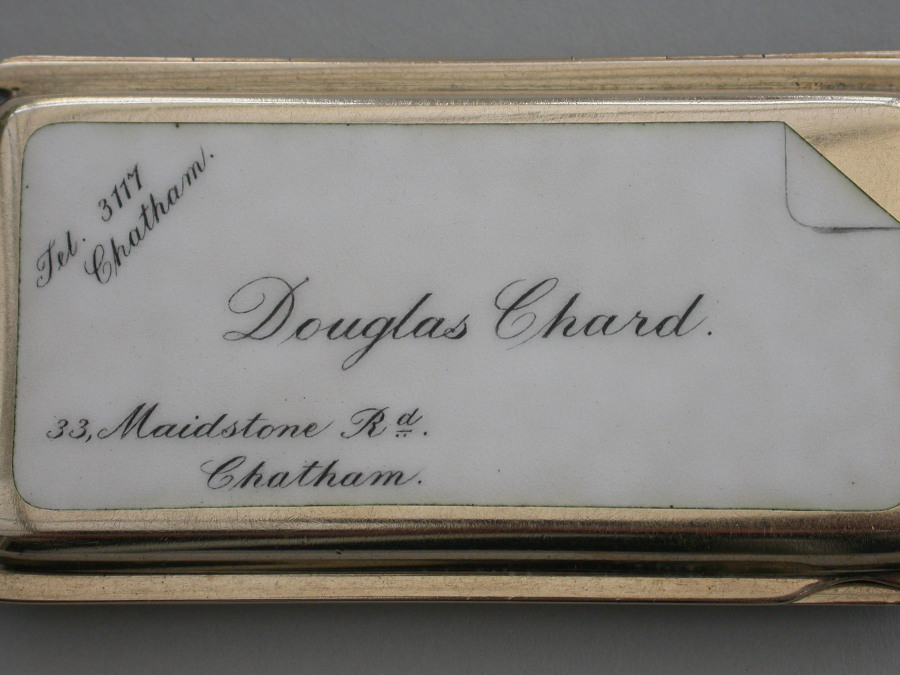 Tel. 3117
Chatham.
Douglas Chard.
33, Maidstone Rd.
Chatham.